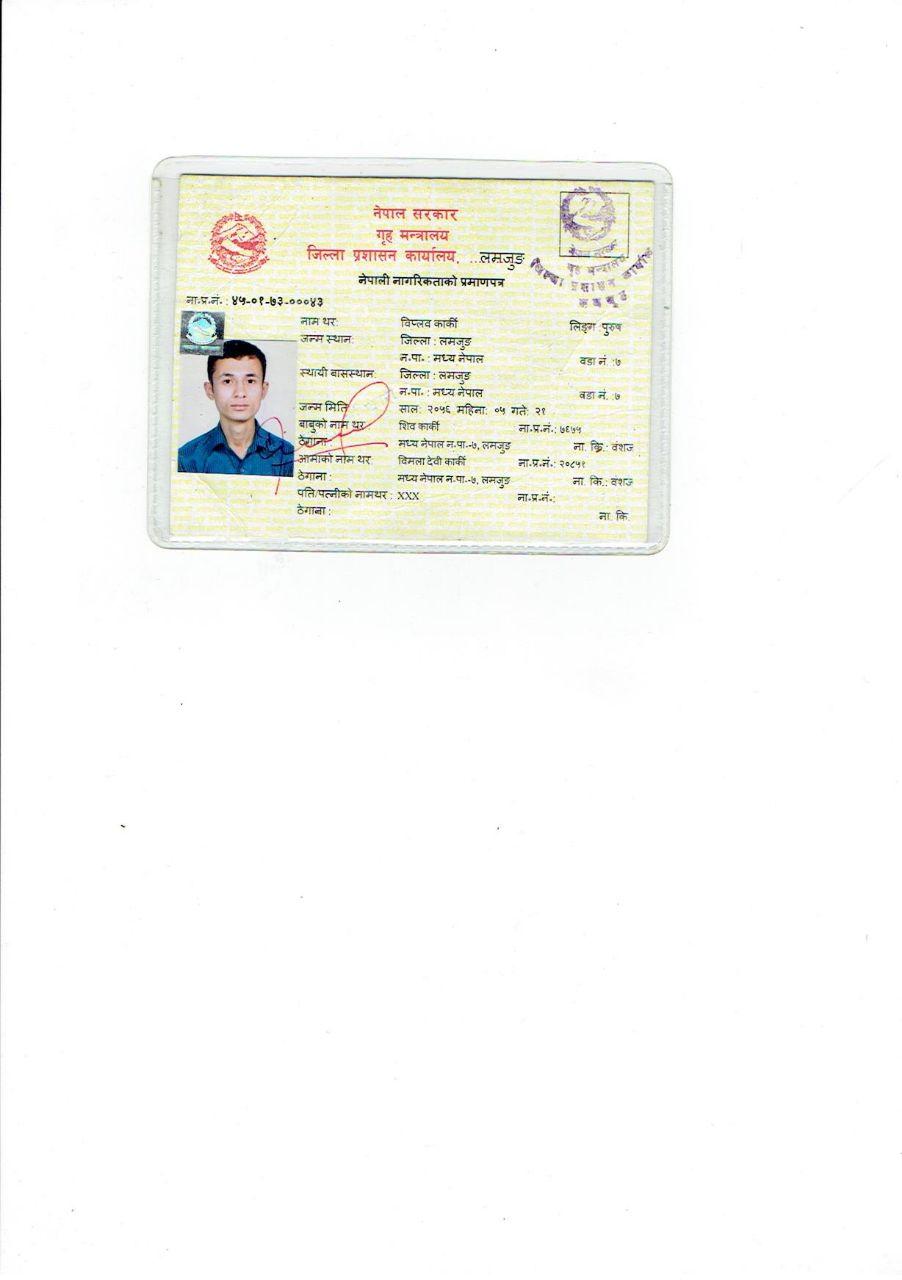 नेपाल सरकार
गृह मन्त्रालय
जिल्ला प्रशासन कार्यालय, ...लमजुङ
नेपाली नागरिकताको प्रमाणपत्र
ना.प्र.नं. : ४५-०१-७३-०००४३
नाम थर: विप्लव कार्की लिङ्ग :पुरुष
जन्म स्थान: जिल्ला : लमजुङ
न.पा. : मध्य नेपाल वडा नं. :७
स्थायी बासस्थान: जिल्ला : लमजुङ
न.पा. : मध्य नेपाल वडा नं. :७
जन्म मिति साल: २०५६ महिना: ०५ गते: २१
बाबुको नाम थर: शिव कार्की ना.प्र.नं.: ७६५५
ठेगाना: मध्य नेपाल न.पा.-७, लमजुङ ना. कि.: वंशज
आमाको नाम थर: विमला देवी कार्की ना.प्र.नं.: २०८५१
ठेगाना : मध्य नेपाल न.पा.-७, लमजुङ ना. कि.: वंशज
पति/पत्नीको नामथर : XXX ना.प्र.नं.:
ठेगाना : ना. कि.
गृह मन्त्रालय
जिल्ला प्रशासन कार्यालय
लमजुङ